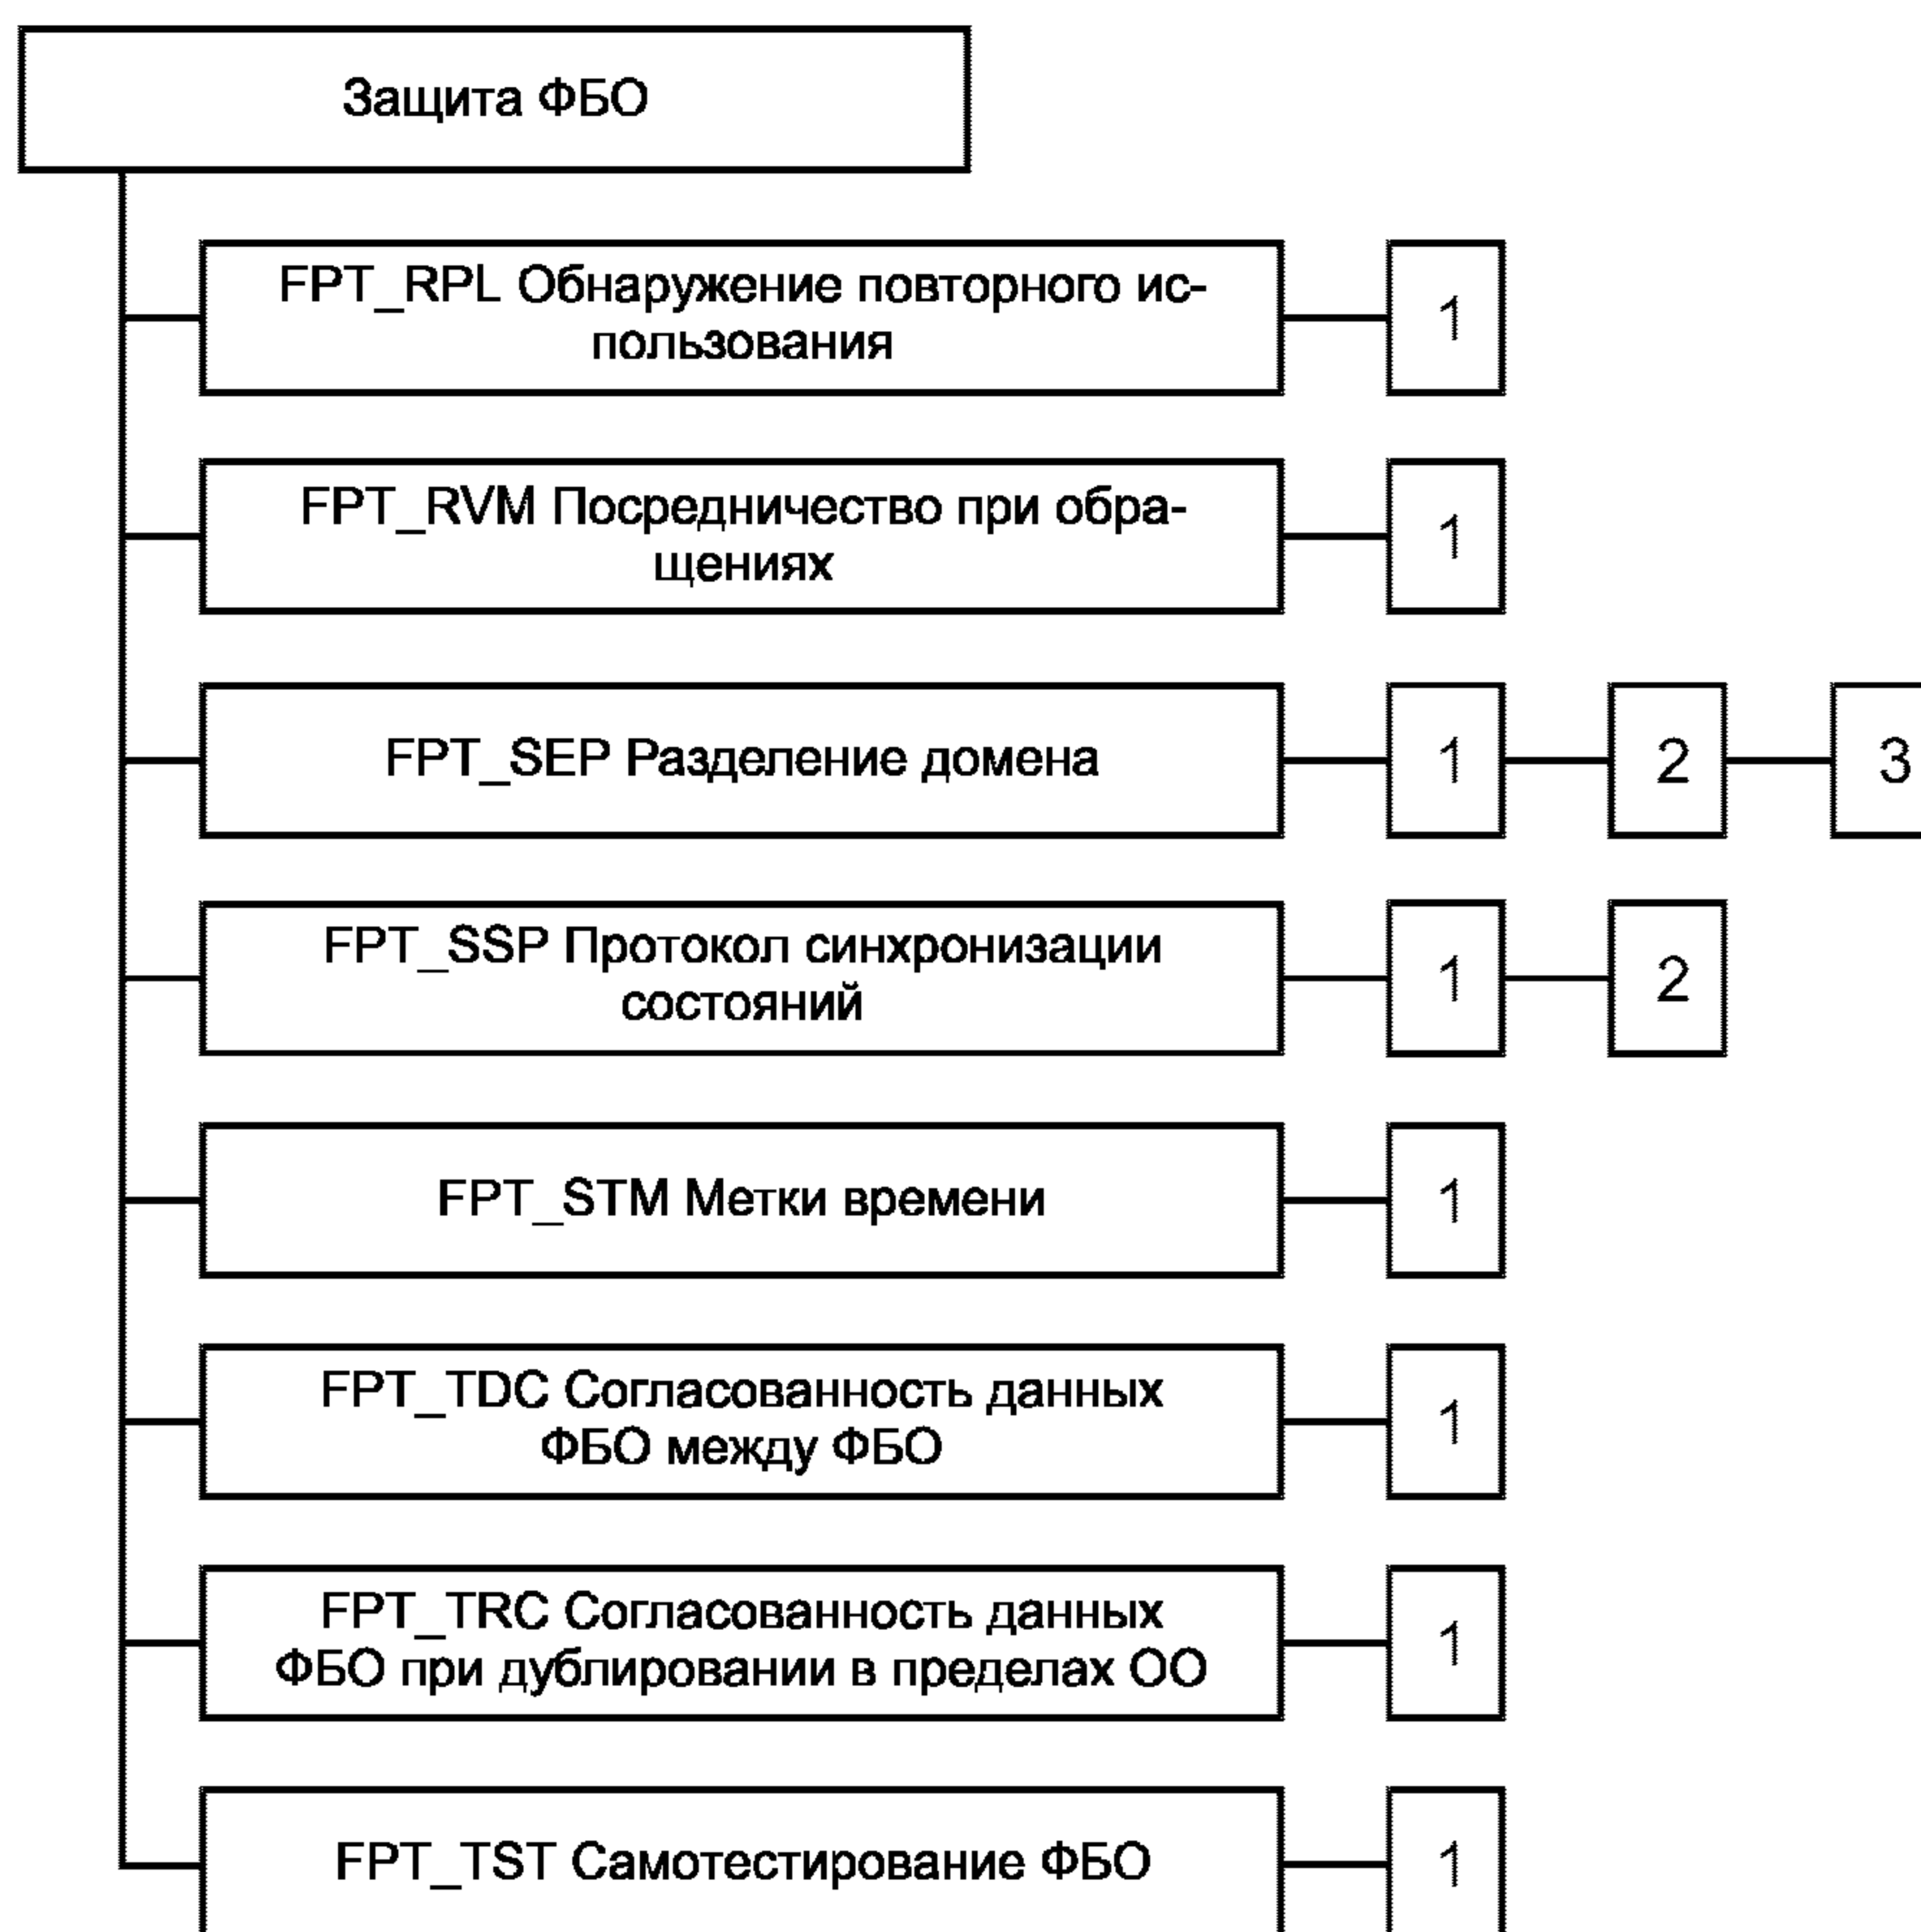 Защита ФБО
FPT_RPL Обнаружение повторного ис-
пользования
1
FPT_RVM Посредничество при обра-
щениях
1
FPT_SEP Разделение домена
1
2
3
FPT_SSP Протокол синхронизации
состояний
1
2
FPT_STM Метки времени
1
FPT_TDC Согласованность данных
ФБО между ФБО
1
FPT_TRC Согласованность данных
ФБО при дублировании в пределах ОО
1
FPT_TST Самотестирование ФБО
1